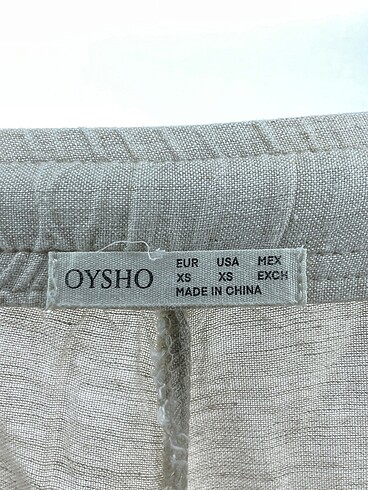 OYSHO
EUR USA MEX
XS XS EXCH
MADE IN CHINA